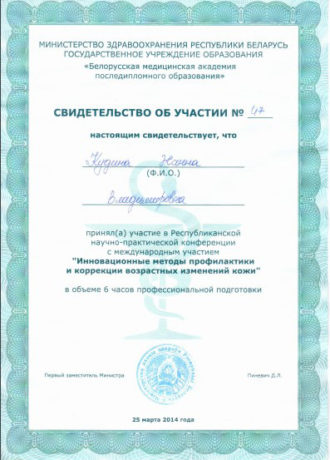 МИНИСТЕРСТВО ЗДРАВООХРАНЕНИЯ РЕСПУБЛИКИ БЕЛАРУСЬ
ГОСУДАРСТВЕННОЕ УЧРЕЖДЕНИЕ ОБРАЗОВАНИЯ
«Белорусская медицинская академия
последипломного образования»
СВИДЕТЕЛЬСТВО ОБ УЧАСТИИ № 47
настоящим свидетельствует, что
Кудина
(Ф.И.О.)
Владимировна
принял(а) участие в Республиканской
научно-практической конференции
с международным участием
"Инновационные методы профилактики
и коррекции возрастных изменений кожи"
в объеме 6 часов профессиональной подготовки
Первый заместитель Министра Пиневич Д.Л.
25 марта 2014 года